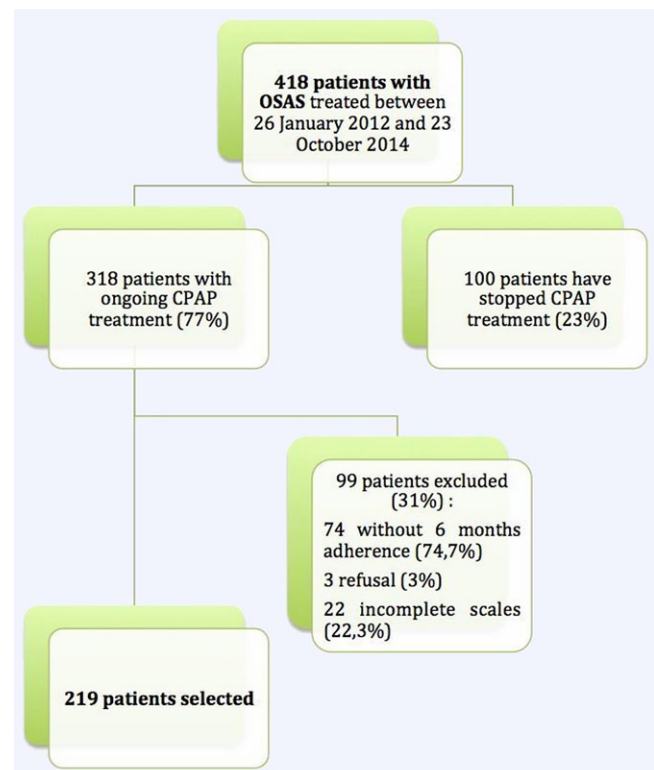 418 patients with
OSAS treated between
26 January 2012 and 23
October 2014
318 patients with
ongoing CPAP
treatment (77%)
100 patients have
stopped CPAP
treatment (23%)
99 patients excluded
(31%) :
74 without 6 months
adherence (74,7%)
3 refusal (3%)
22 incomplete scales
(22,3%)
219 patients selected